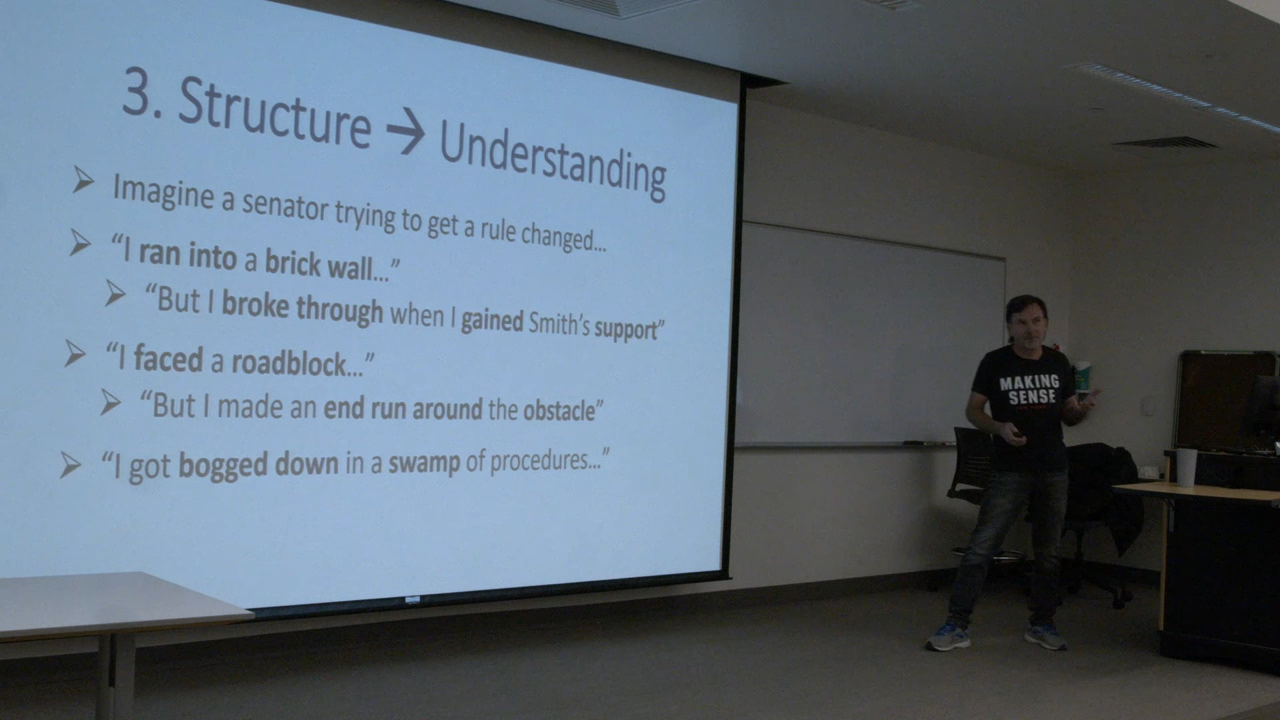 3. Structure → Understanding
Imagine a senator trying to get a rule changed...
“I ran into a brick wall...”
“But I broke through when I gained Smith’s support”
“I faced a roadblock...”
“But I made an end run around the obstacle”
“I got bogged down in a swamp of procedures...”
MAKING
SENSE